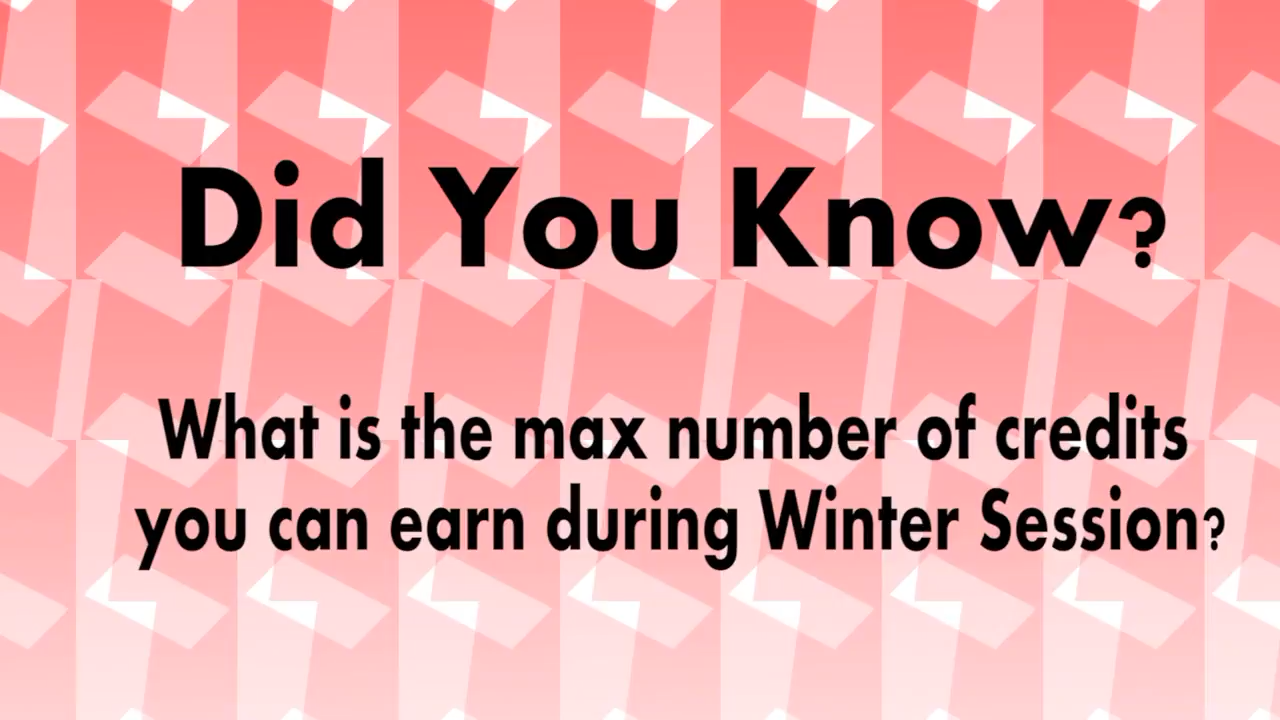 Did You Know?
What is the max number of credits
you can earn during Winter Session?